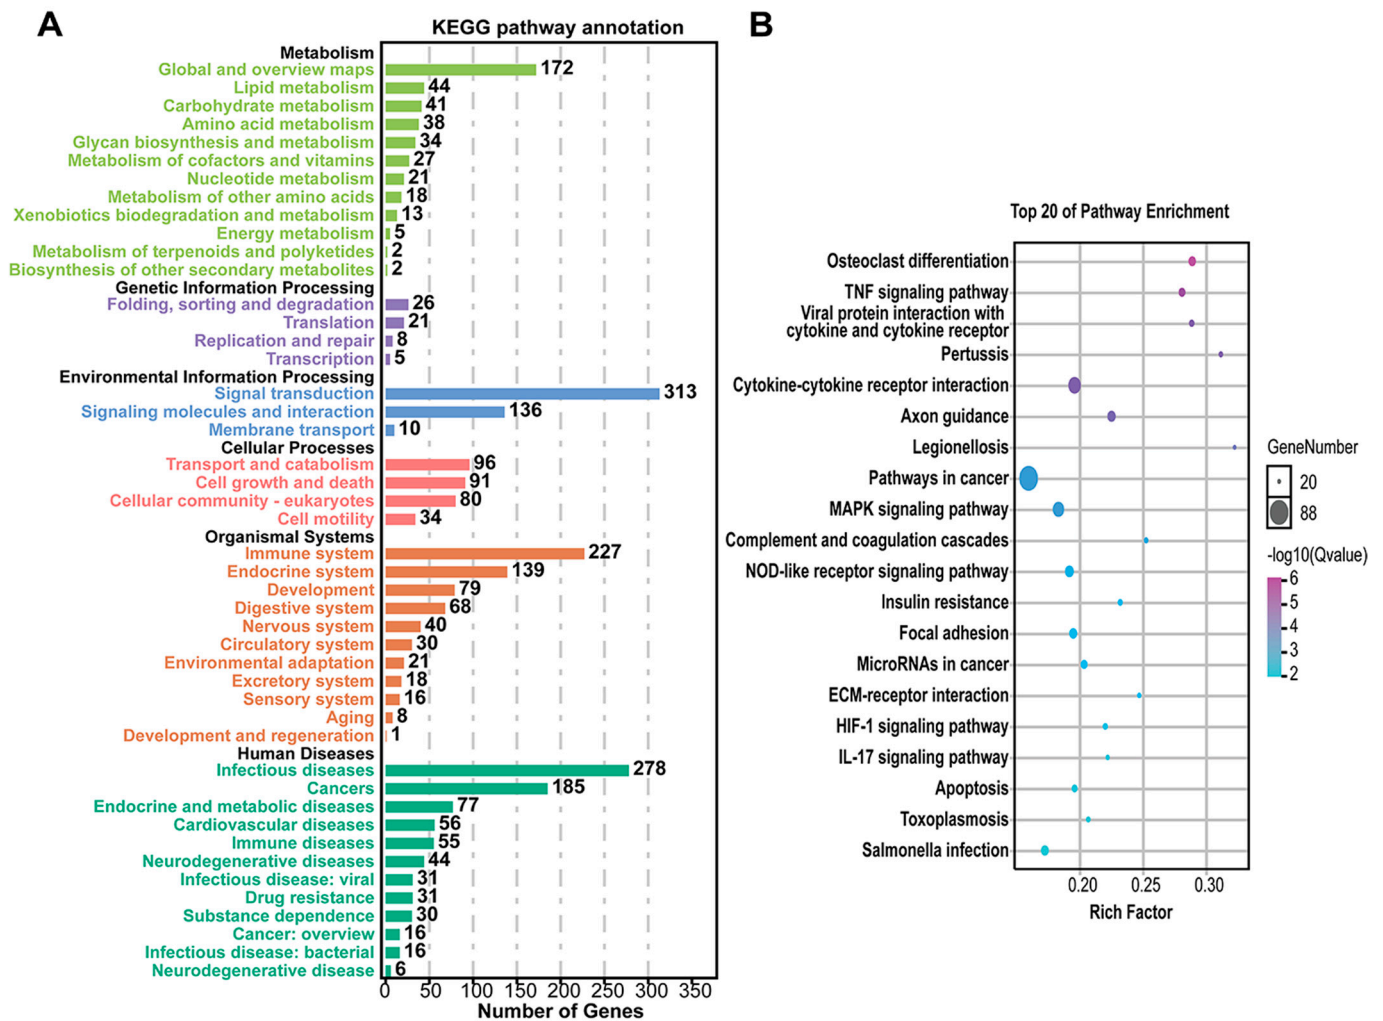 A
KEGG pathway annotation
Metabolism
Global and overview maps 172
Lipid metabolism 44
Carbohydrate metabolism 41
Amino acid metabolism 38
Glycan biosynthesis and metabolism 34
Metabolism of cofactors and vitamins 27
Nucleotide metabolism 21
Metabolism of other amino acids 18
Xenobiotics biodegradation and metabolism 13
Energy metabolism 5
Metabolism of terpenoids and polyketides 2
Biosynthesis of other secondary metabolites 2
Genetic Information Processing
Folding, sorting and degradation 26
Translation 21
Replication and repair 8
Transcription 5
Environmental Information Processing
Signal transduction 313
Signaling molecules and interaction 136
Membrane transport 10
Cellular Processes
Transport and catabolism 96
Cell growth and death 91
Cellular community - eukaryotes 80
Cell motility 34
Organismal Systems
Immune system 227
Endocrine system 139
Development 79
Digestive system 68
Nervous system 40
Circulatory system 30
Environmental adaptation 21
Excretory system 18
Sensory system 16
Aging 8
Development and regeneration 1
Human Diseases
Infectious diseases 278
Cancers 185
Endocrine and metabolic diseases 77
Cardiovascular diseases 56
Immune diseases 55
Neurodegenerative diseases 44
Infectious disease: viral 31
Drug resistance 31
Substance dependence 30
Cancer: overview 16
Infectious disease: bacterial 16
Neurodegenerative disease 6
0 50 100 150 200 250 300 350
Number of Genes
B
Top 20 of Pathway Enrichment
Osteoclast differentiation
TNF signaling pathway
Viral protein interaction with
cytokine and cytokine receptor
Pertussis
Cytokine-cytokine receptor interaction
Axon guidance
Legionellosis
Pathways in cancer
MAPK signaling pathway
Complement and coagulation cascades
NOD-like receptor signaling pathway
Insulin resistance
Focal adhesion
MicroRNAs in cancer
ECM-receptor interaction
HIF-1 signaling pathway
IL-17 signaling pathway
Apoptosis
Toxoplasmosis
Salmonella infection
0.20 0.25 0.30
Rich Factor
GeneNumber
20
88
-log10(Qvalue)
6
5
4
3
2